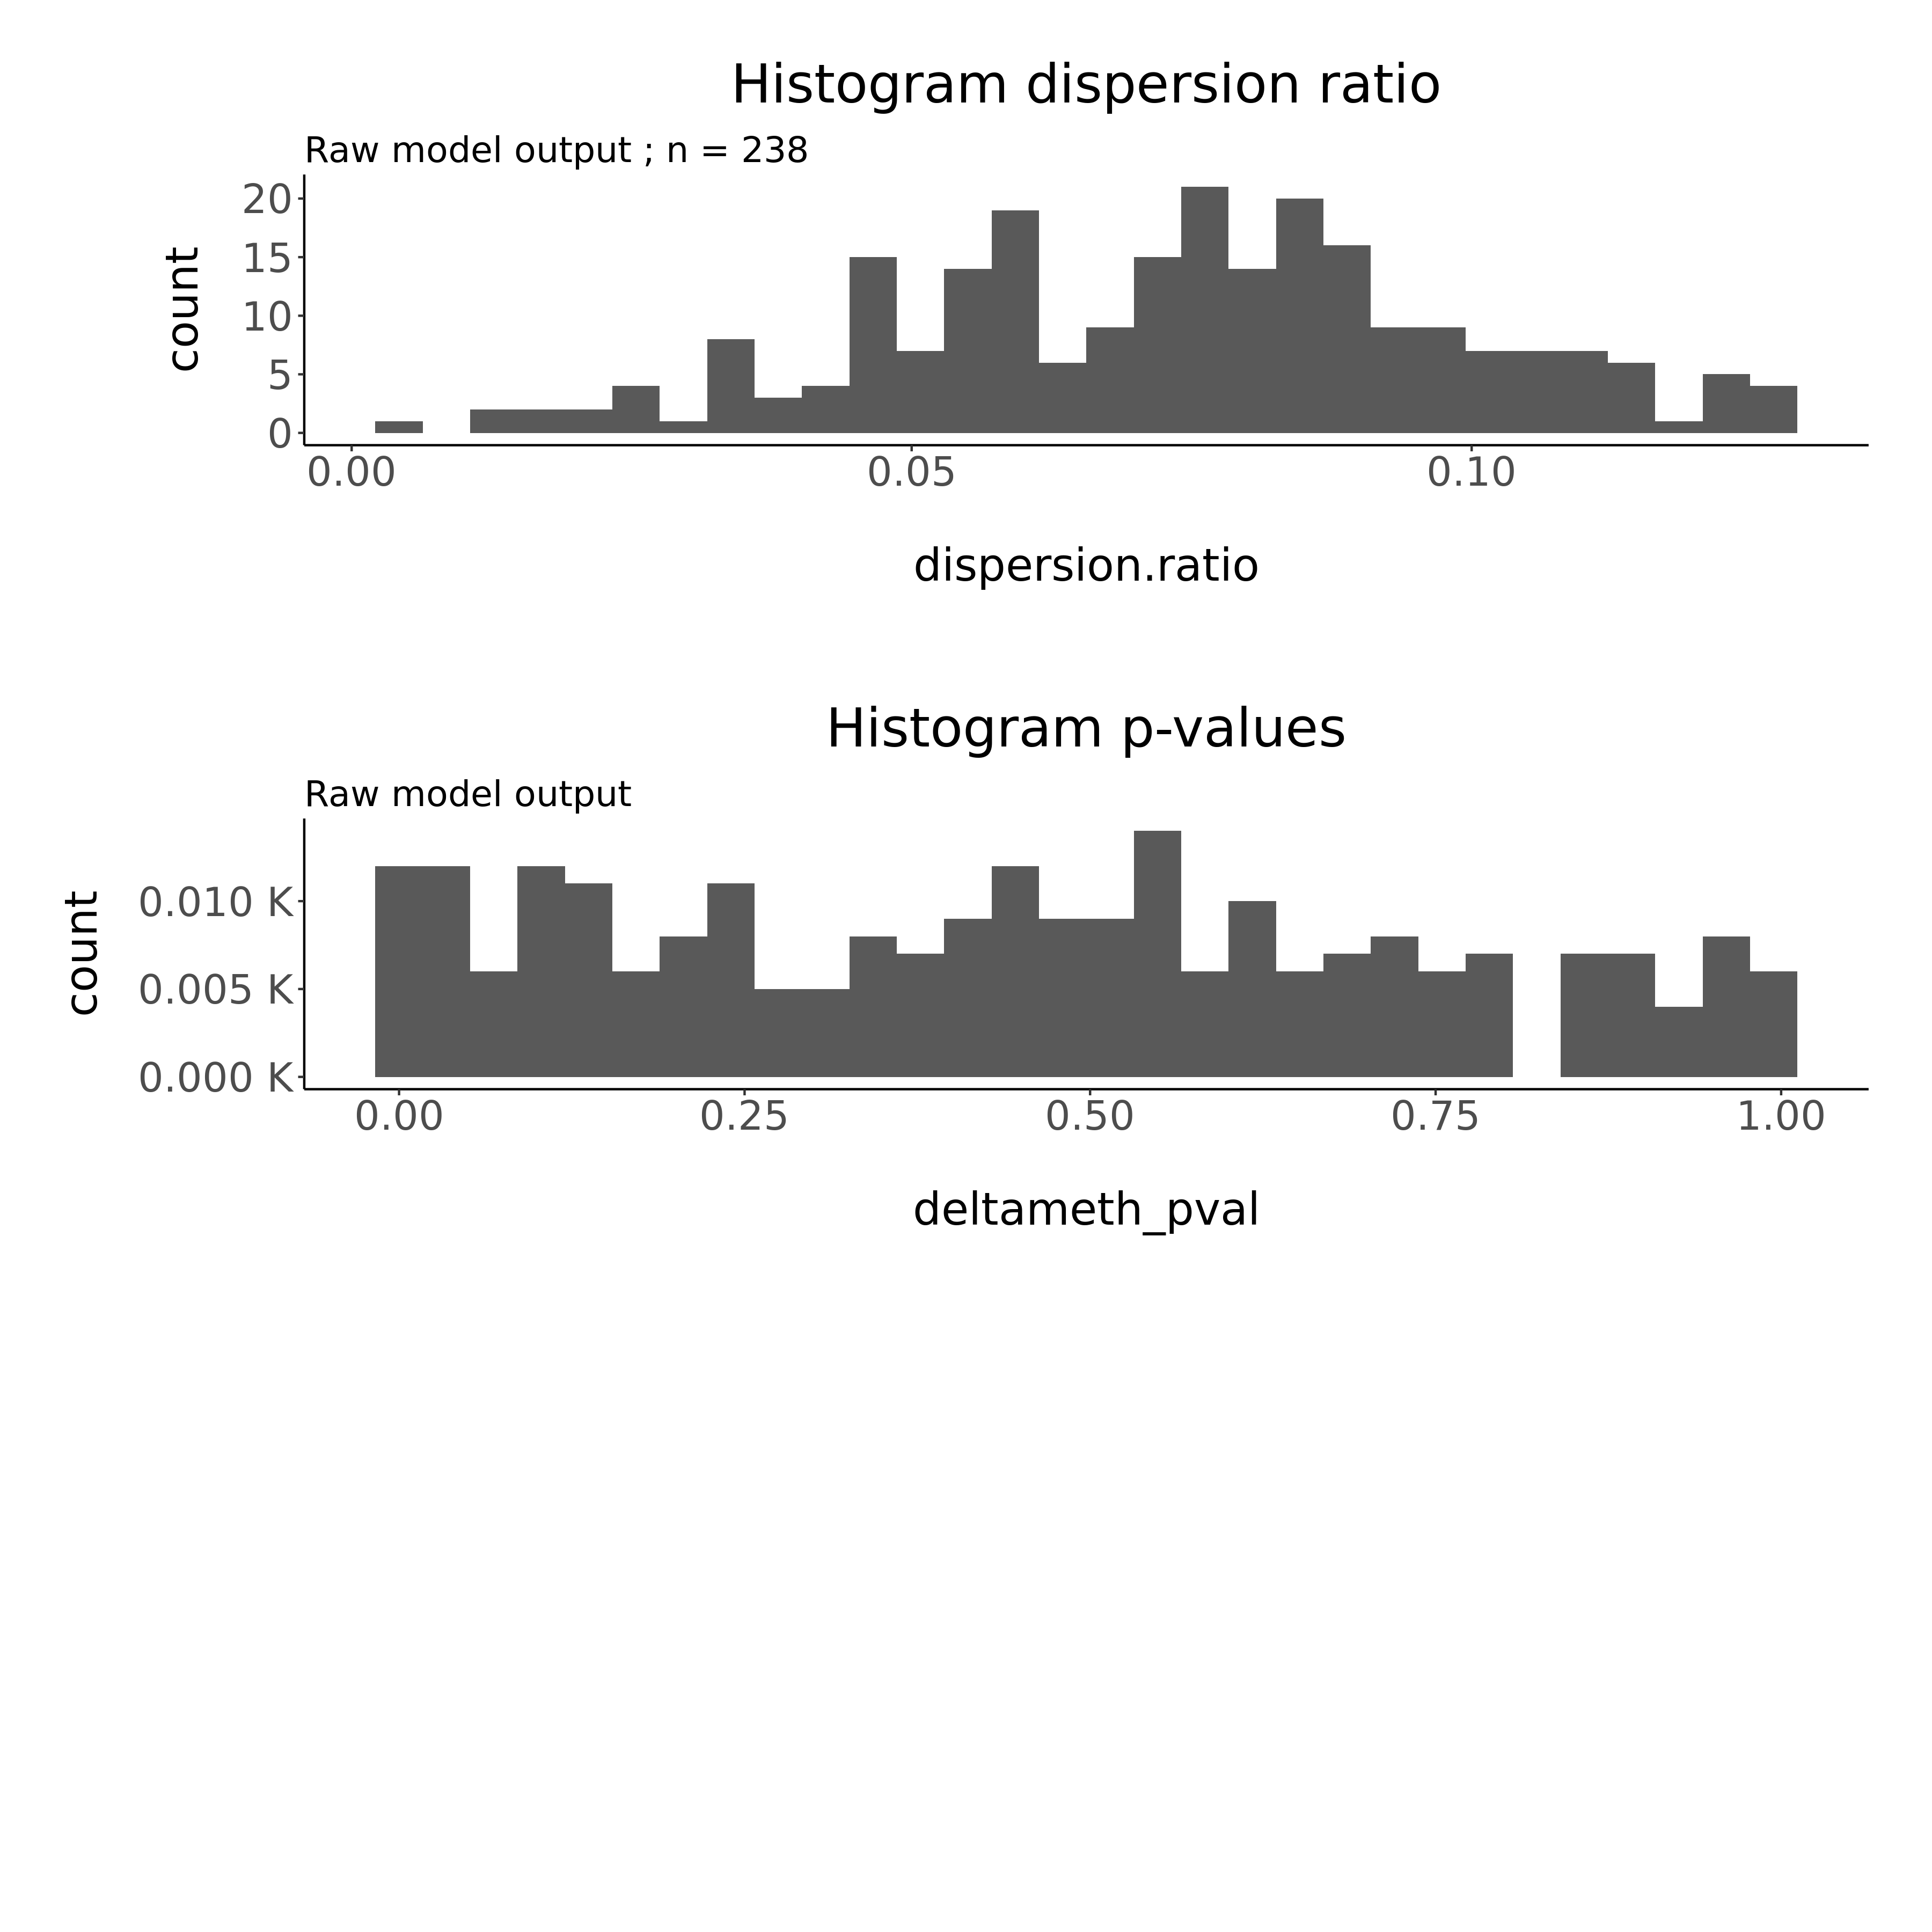 Histogram dispersion ratio
Raw model output ; n = 238
20
15
10
5
0
count
0.00 0.05 0.10
dispersion.ratio
Histogram p-values
Raw model output
0.010 K
0.005 K
0.000 K
count
0.00 0.25 0.50 0.75 1.00
deltameth_pval